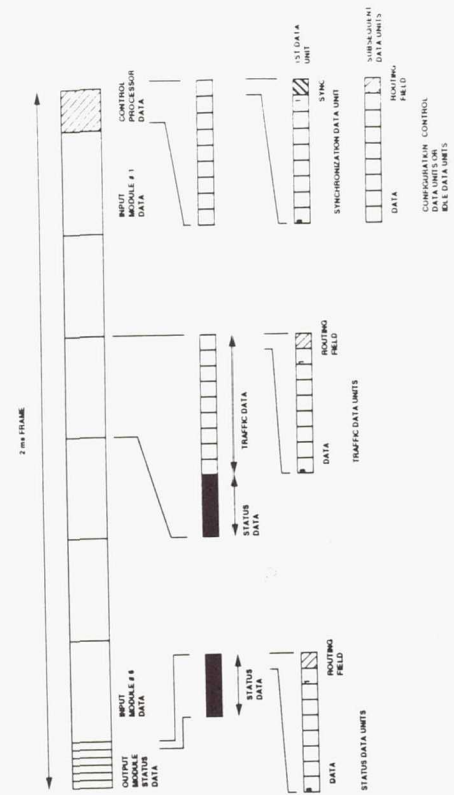 2 ms FRAME
OUTPUT
MODULE
STATUS
DATA
INPUT
MODULE # 8
DATA
INPUT
MODULE # 1
DATA
CONTROL
PROCESSOR
DATA
STATUS
DATA
STATUS
DATA
TRAFFIC DATA
DATA
ROUTING
FIELD
STATUS DATA UNITS
DATA
ROUTING
FIELD
TRAFFIC DATA UNITS
1ST DATA
UNIT
SYNC
SYNCHRONIZATION DATA UNIT
SUBSEQUENT
DATA UNITS
DATA
ROUTING
FIELD
CONFIGURATION CONTROL
DATA UNITS OR
IDLE DATA UNITS